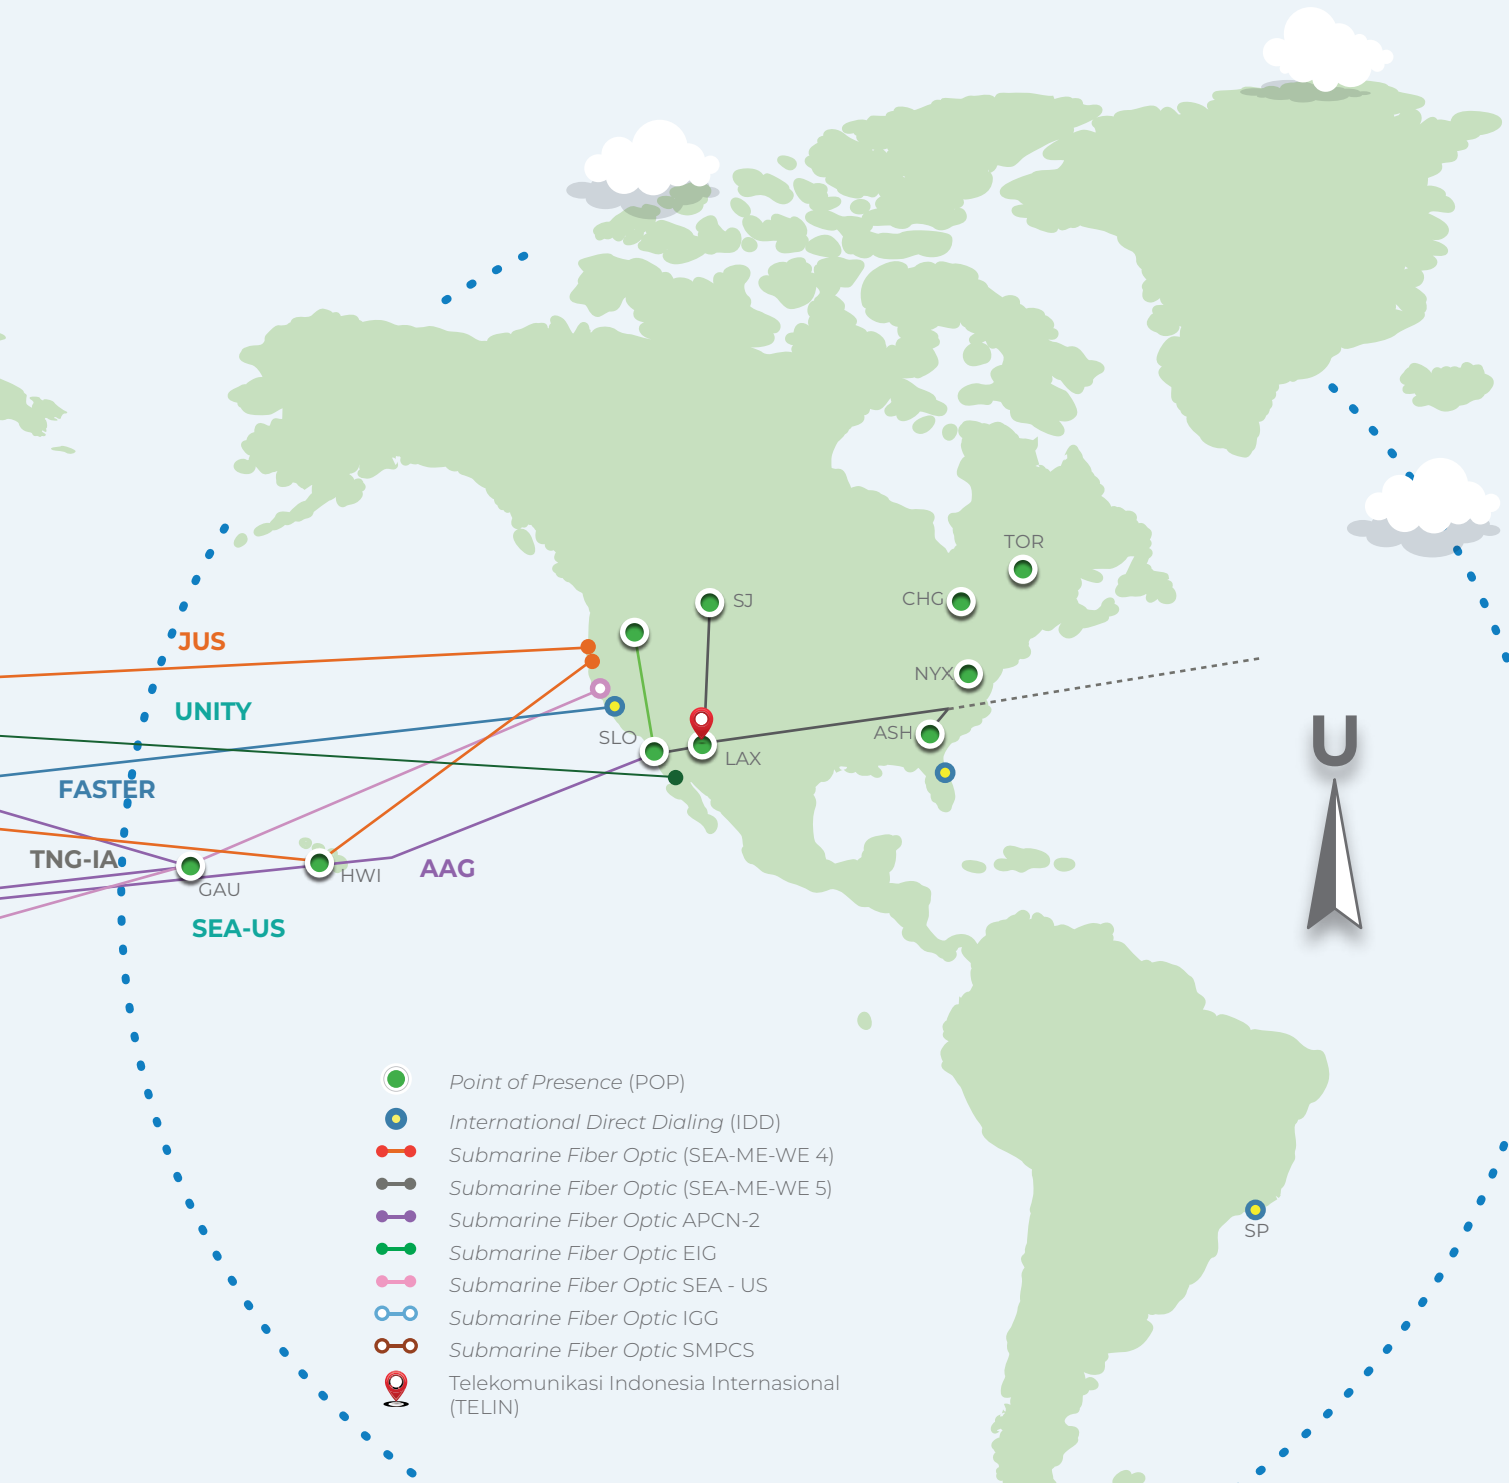 TOR
SJ
CHG
JUS
NYX
UNITY
U
SLO
ASH
LAX
FASTER
TNG-IA
HWI
AAG
GAU
SEA-US
Point of Presence (POP)
International Direct Dialing (IDD)
Submarine Fiber Optic (SEA-ME-WE 4)
Submarine Fiber Optic (SEA-ME-WE 5)
Submarine Fiber Optic APCN-2
Submarine Fiber Optic EIG
Submarine Fiber Optic SEA - US
Submarine Fiber Optic IGG
Submarine Fiber Optic SMPCS
Telekomunikasi Indonesia Internasional
(TELIN)
SP